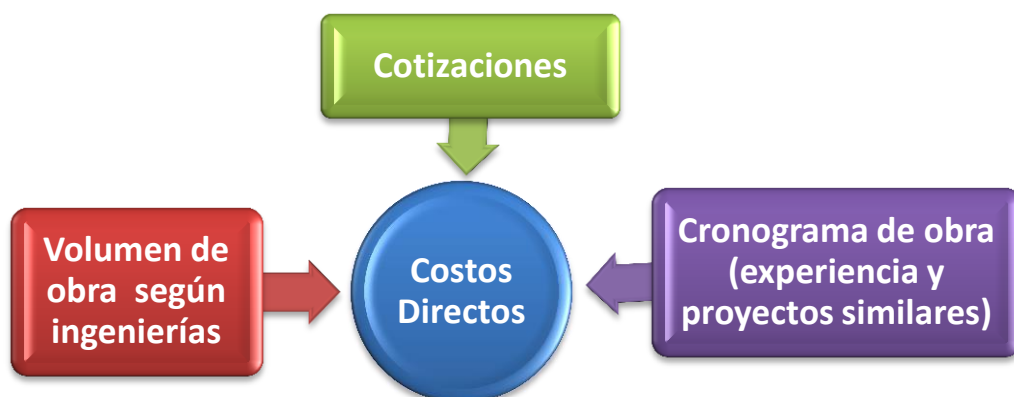 Cotizaciones
Volumen de
obra según
ingenierías
Costos
Directos
Cronograma de obra
(experiencia y
proyectos similares)